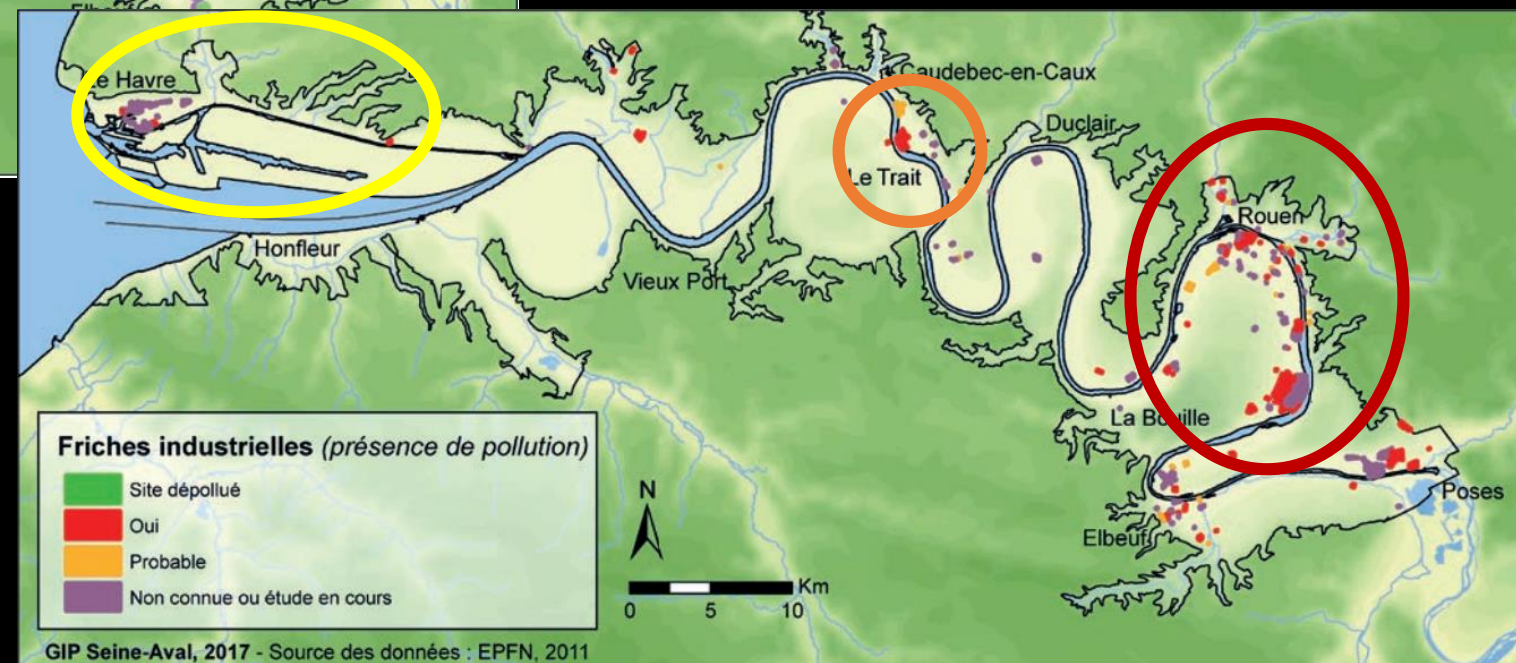 Le Havre
Caudebec-en-Caux
Duclair
Le Trait
Rouen
Honfleur
Vieux Port
La Bouille
Poses
Elbeuf
Friches industrielles (présence de pollution)
Site dépollué
Oui
Probable
Non connue ou étude en cours
N
Km
0 5 10
GIP Seine-Aval, 2017 - Source des données : EPFN, 2011